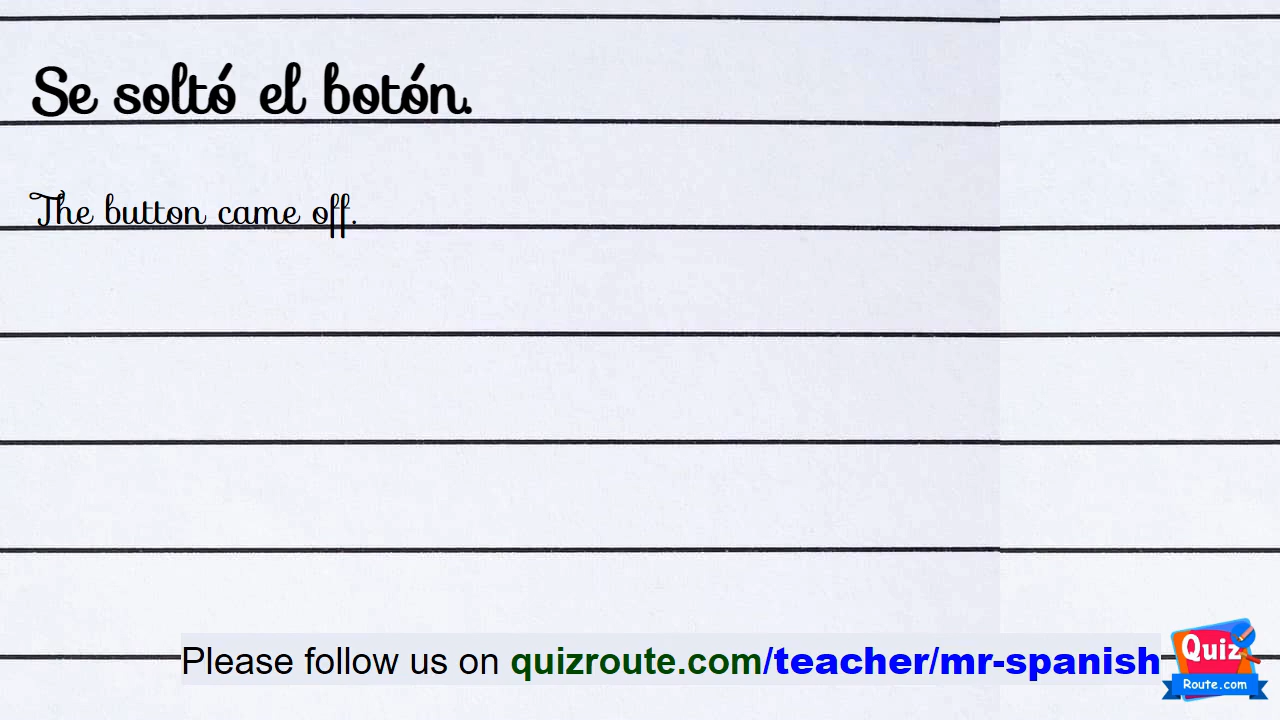 Se soltó el botón.
The button came off.
Please follow us on quizroute.com/teacher/mr-spanish
Quiz
Route.com